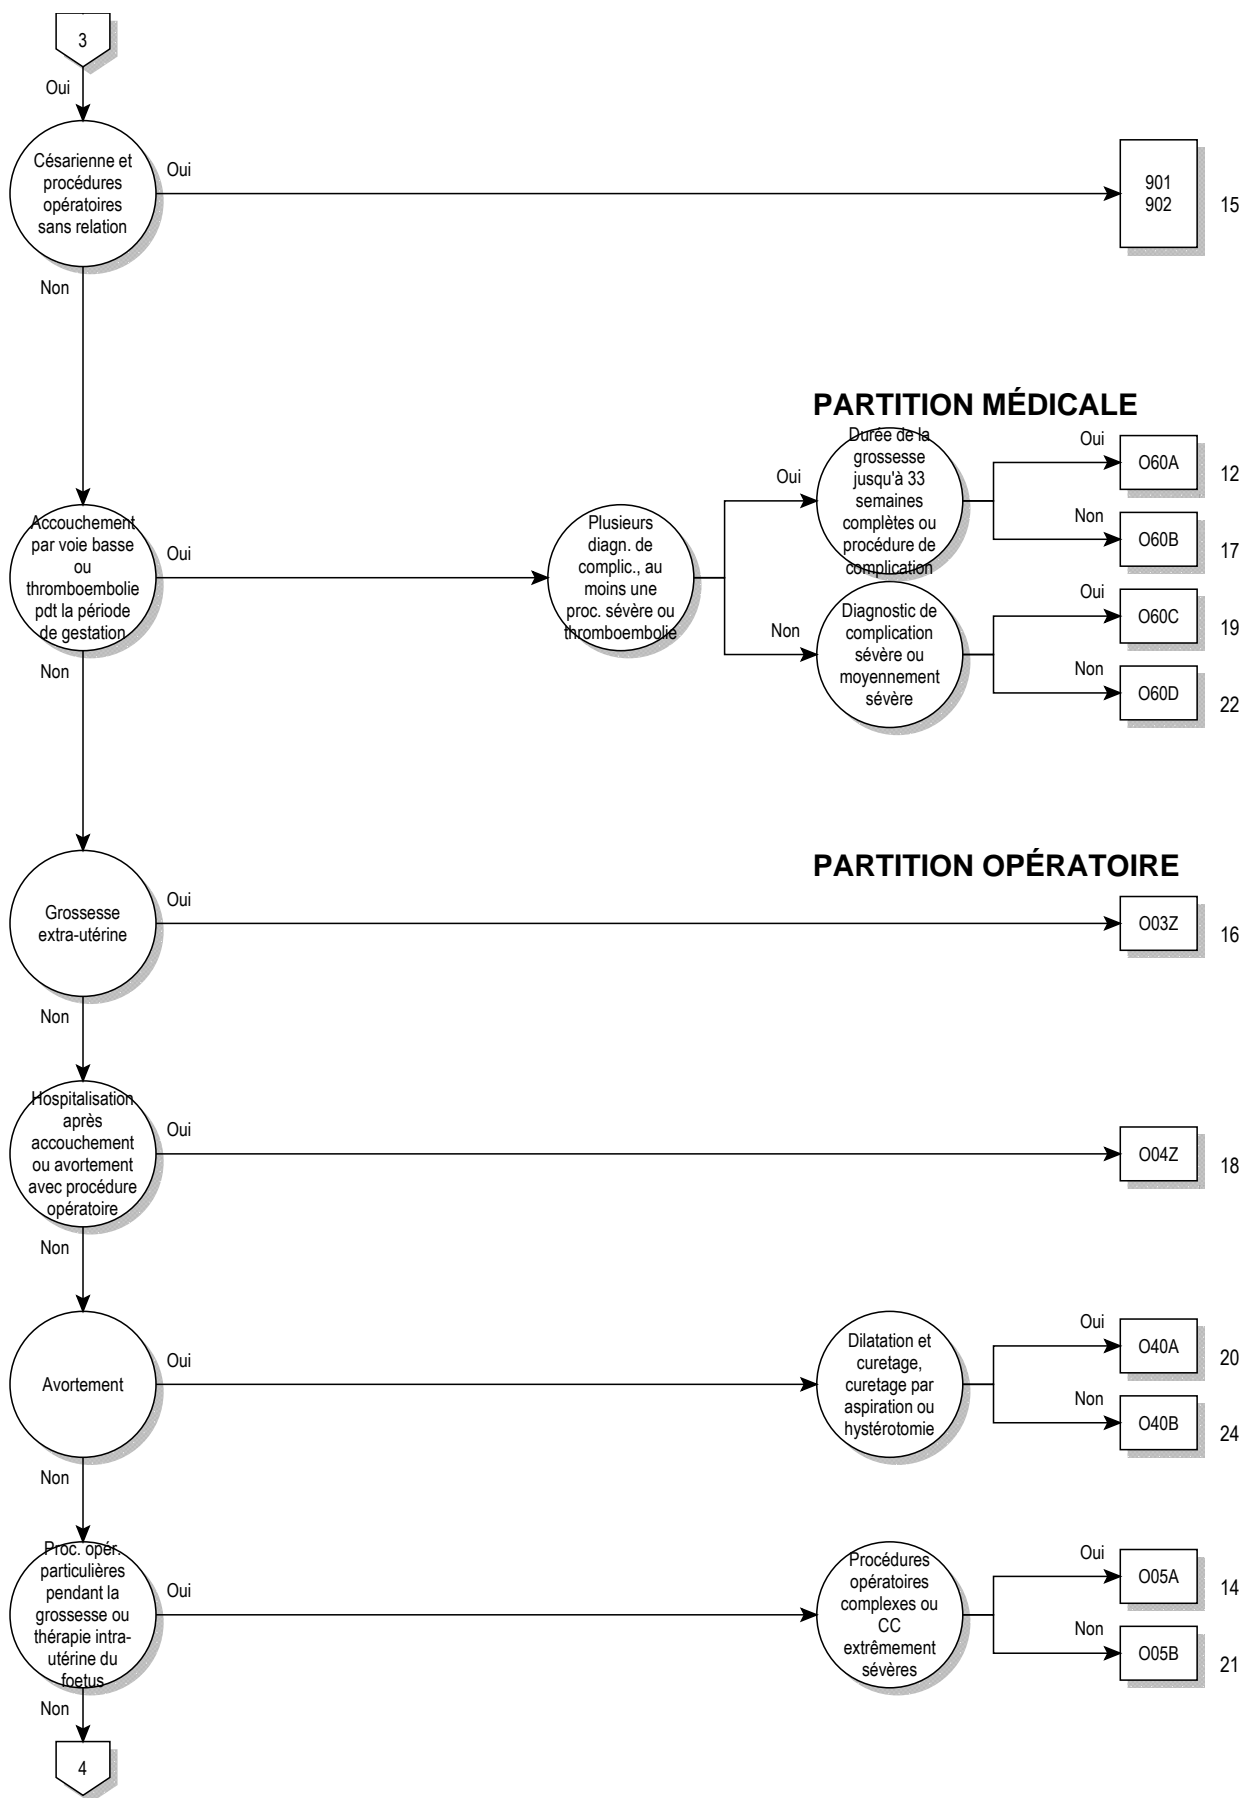 3
Oui
Césarienne et
procédures
opératoires
sans relation
Oui
901
902
15
Non
PARTITION MÉDICALE
Accouchement
par voie basse
ou
thromboembolie
pdt la période
de gestation
Oui
Plusieurs
diagn. de
complic., au
moins une
proc. sévère ou
thromboembolie
Oui
Durée de la
grossesse
jusqu'à 33
semaines
complètes ou
procédure de
complication
Oui
O60A
12
Non
O60B
17
Non
Diagnostic de
complication
sévère ou
moyennement
sévère
Oui
O60C
19
Non
O60D
22
Non
PARTITION OPÉRATOIRE
Grossesse
extra-utérine
Oui
O03Z
16
Non
Hospitalisation
après
accouchement
ou avortement
avec procédure
opératoire
Oui
O04Z
18
Non
Avortement
Oui
Dilatation et
curetage,
curetage par
aspiration ou
hystérotomie
Oui
O40A
20
Non
O40B
24
Non
Proc. opér.
particulières
pendant la
grossesse ou
thérapie intra-
utérine du
foetus
Oui
Procédures
opératoires
complexes ou
CC
extrêmement
sévères
Oui
O05A
14
Non
O05B
21
Non
4